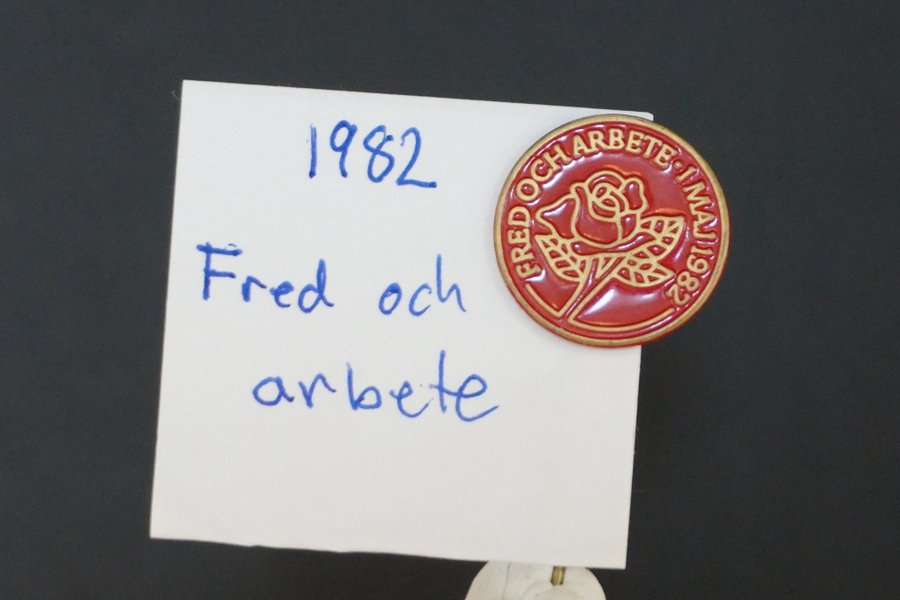 1982
Fred och
arbete
FRED OCH ARBETE · 1 MAJ 1982